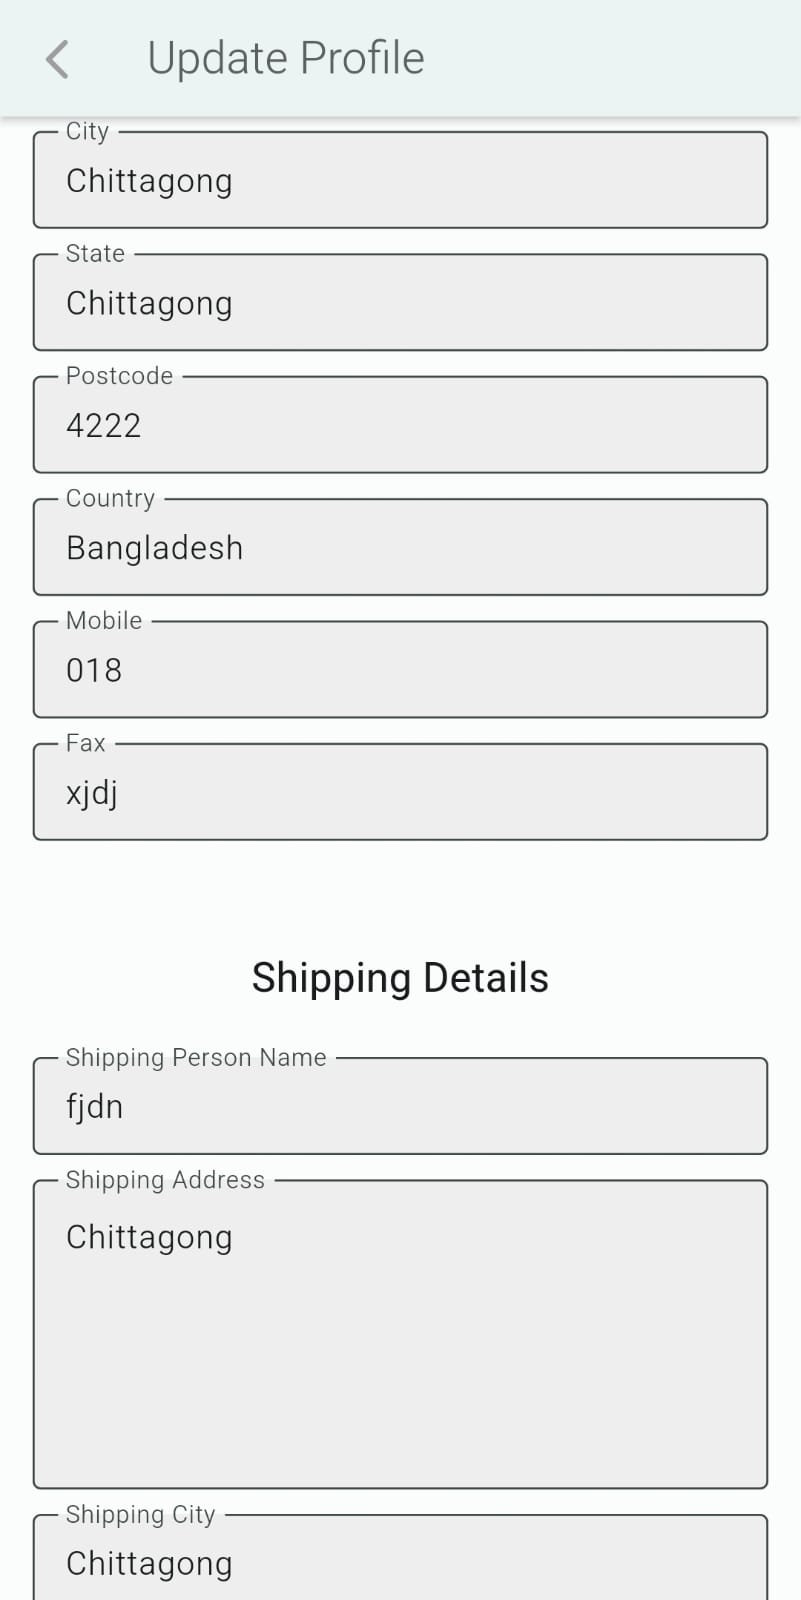 Update Profile
City
Chittagong
State
Chittagong
Postcode
4222
Country
Bangladesh
Mobile
018
Fax
xjdj
Shipping Details
Shipping Person Name
fjdn
Shipping Address
Chittagong
Shipping City
Chittagong